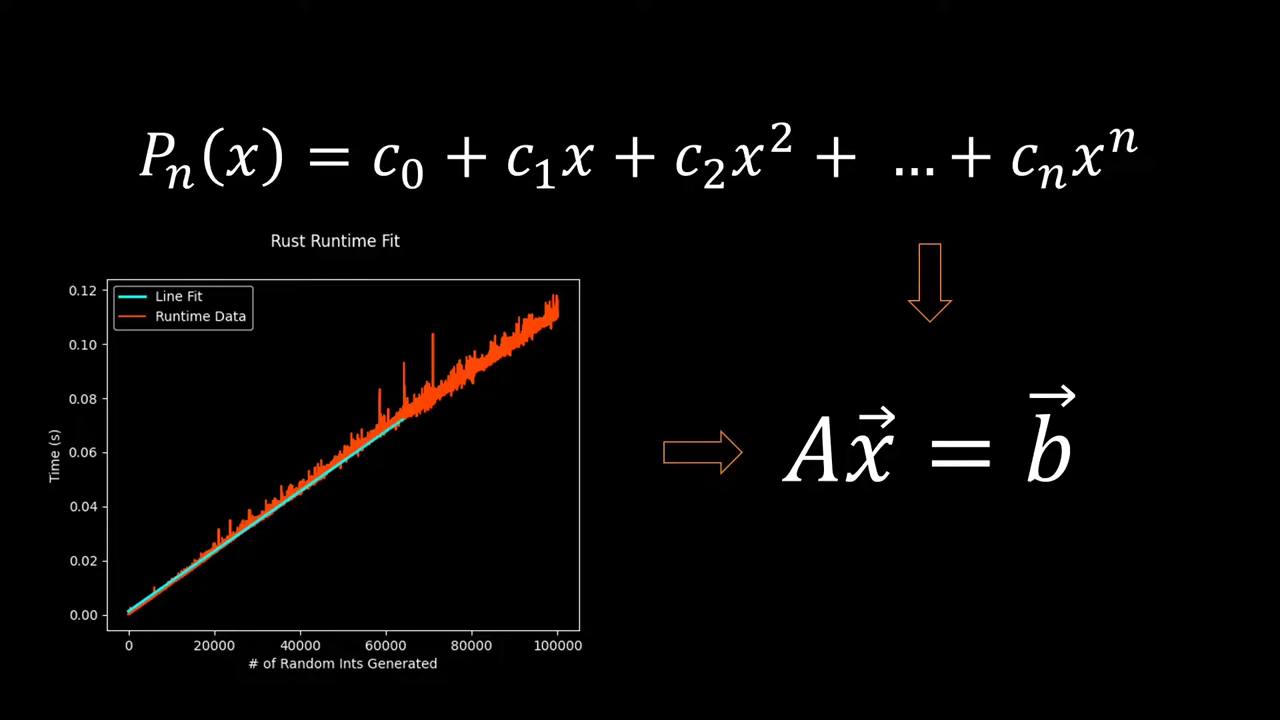 Pₙ(x) = c₀ + c₁x + c₂x² + … + cₙxⁿ
Rust Runtime Fit
Line Fit
Runtime Data
0.12
0.10
0.08
0.06
0.04
0.02
0.00
Time (s)
0 20000 40000 60000 80000 100000
# of Random Ints Generated
Ax⃗ = b⃗